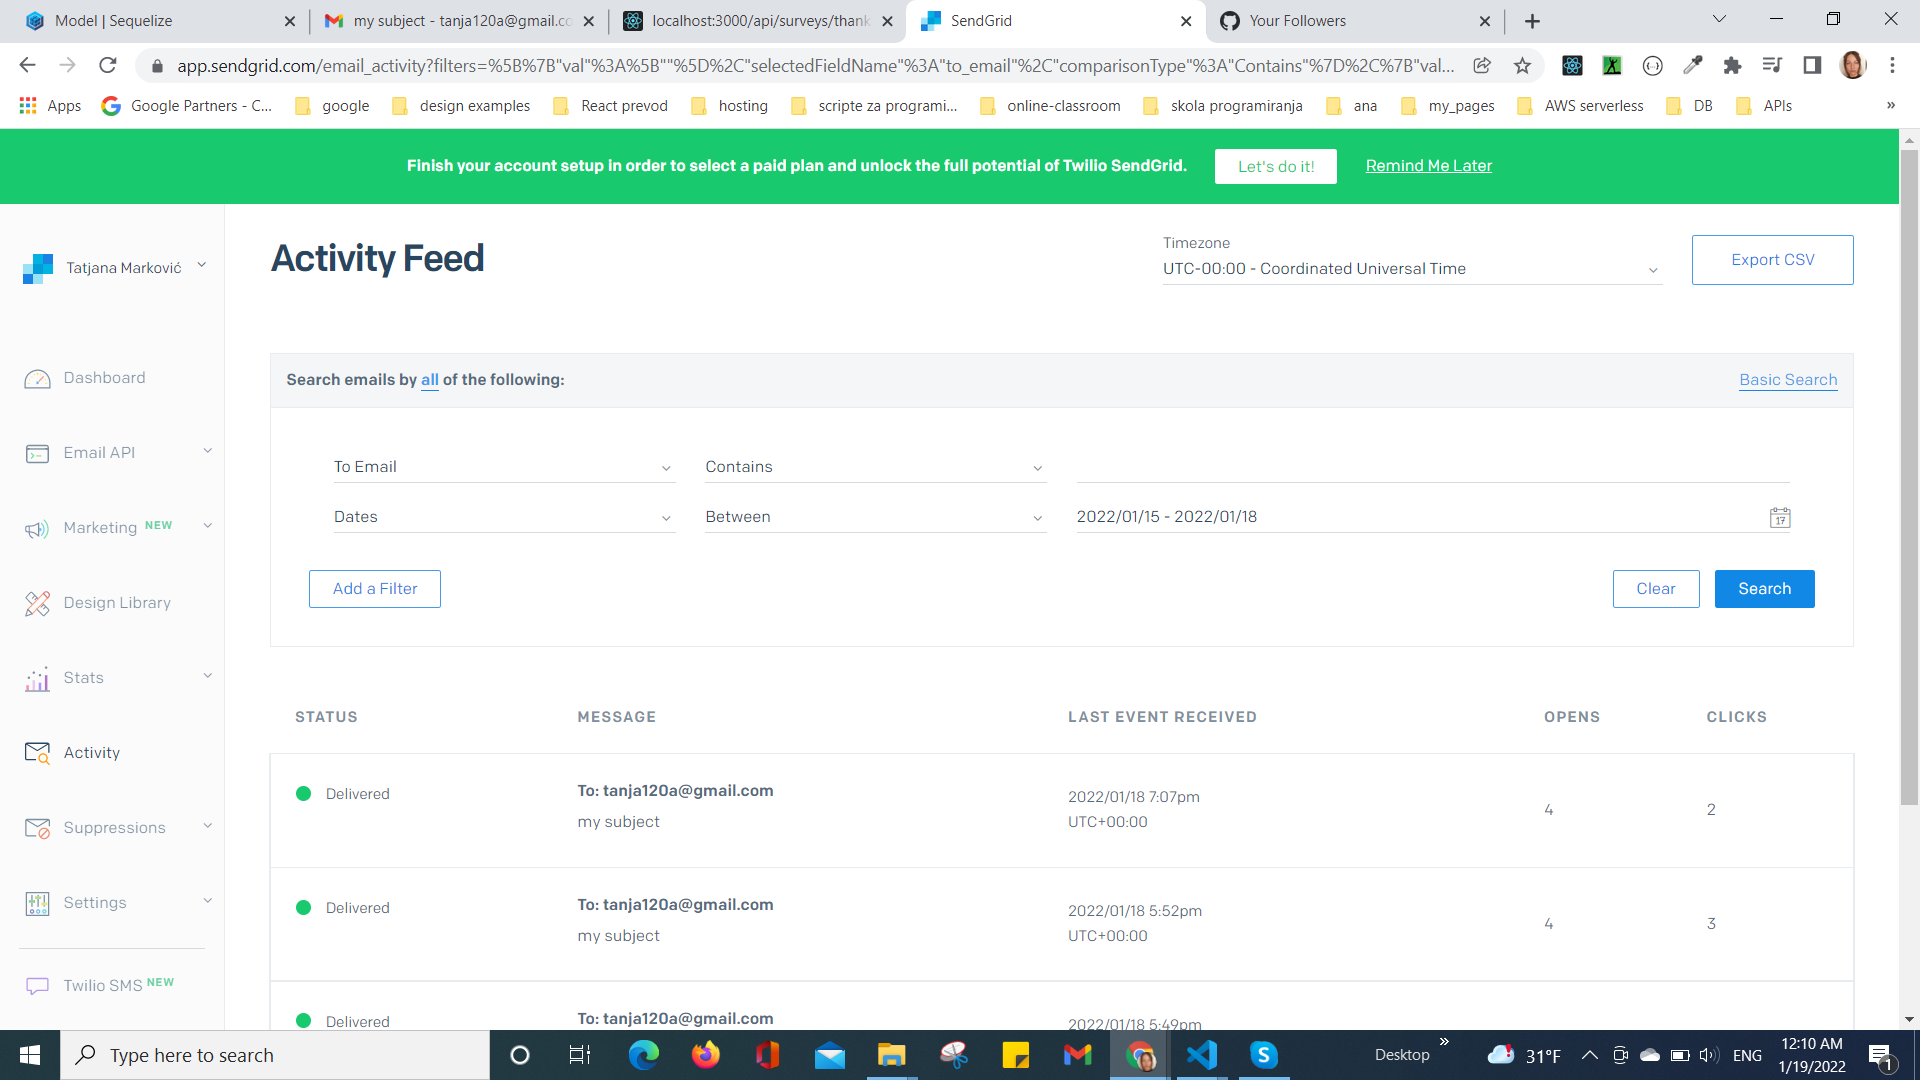 Model | Sequelize
my subject - tanja120a@gmail.co
localhost:3000/api/surveys/thank
SendGrid
Your Followers
app.sendgrid.com/email_activity?filters=%5B%7B"val"%3A%5B""%5D%2C"selectedFieldName"%3A"to_email"%2C"comparisonType"%3A"Contains"%7D%2C%7B"val...
Apps
Google Partners - C...
google
design examples
React prevod
hosting
scripte za programi...
online-classroom
skola programiranja
ana
my_pages
AWS serverless
DB
APIs
»
Finish your account setup in order to select a paid plan and unlock the full potential of Twilio SendGrid.
Let's do it!
Remind Me Later
Tatjana Marković
Dashboard
Email API
Marketing NEW
Design Library
Stats
Activity
Suppressions
Settings
Twilio SMS NEW
Activity Feed
Timezone
UTC-00:00 - Coordinated Universal Time
Export CSV
Search emails by all of the following:
Basic Search
To Email
Contains
Dates
Between
2022/01/15 - 2022/01/18
17
Add a Filter
Clear
Search
STATUS MESSAGE LAST EVENT RECEIVED OPENS CLICKS
Delivered
To: tanja120a@gmail.com
my subject
2022/01/18 7:07pm
UTC+00:00
4
2
Delivered
To: tanja120a@gmail.com
my subject
2022/01/18 5:52pm
UTC+00:00
4
3
Delivered
To: tanja120a@gmail.com
2022/01/18 5:49pm
Type here to search
Desktop
»
31°F
ENG
12:10 AM
1/19/2022
1